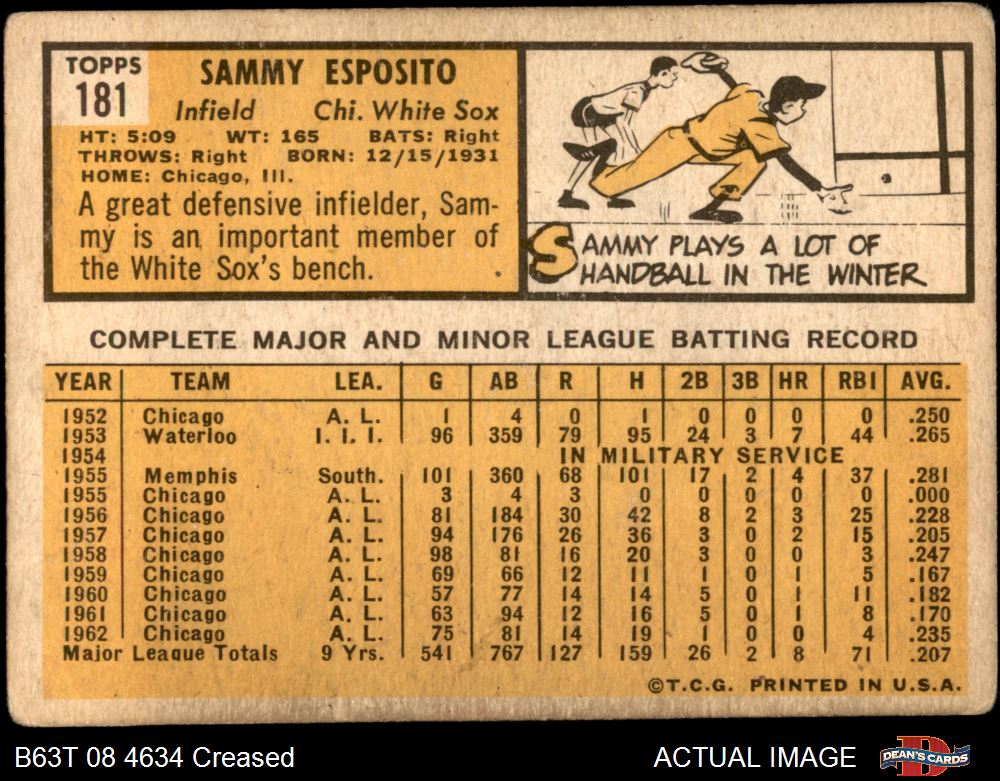 TOPPS
181
SAMMY ESPOSITO
Infield Chi. White Sox
HT: 5:09 WT: 165 BATS: Right
THROWS: Right BORN: 12/15/1931
HOME: Chicago, Ill.
A great defensive infielder, Sam-
my is an important member of
the White Sox's bench.
SAMMY PLAYS A LOT OF
HANDBALL IN THE WINTER
COMPLETE MAJOR AND MINOR LEAGUE BATTING RECORD
YEAR TEAM LEA. G AB R H 2B 3B HR RBI AVG.
1952 Chicago A. L. 1 4 0 1 0 0 0 0 .250
1953 Waterloo I. I. I. 96 359 79 95 24 3 7 44 .265
1954 IN MILITARY SERVICE
1955 Memphis South. 101 360 68 101 17 2 4 37 .281
1955 Chicago A. L. 3 4 3 0 0 0 0 0 .000
1956 Chicago A. L. 81 184 30 42 8 2 3 25 .228
1957 Chicago A. L. 94 176 26 36 3 0 2 15 .205
1958 Chicago A. L. 98 81 16 20 3 0 0 3 .247
1959 Chicago A. L. 69 66 12 11 1 0 1 5 .167
1960 Chicago A. L. 57 77 14 14 5 0 1 11 .182
1961 Chicago A. L. 63 94 12 16 5 0 1 8 .170
1962 Chicago A. L. 75 81 14 19 1 0 0 4 .235
Major League Totals 9 Yrs. 541 767 127 159 26 2 8 71 .207
©T.C.G. PRINTED IN U.S.A.
B63T 08 4634 Creased
ACTUAL IMAGE
D
DEAN'S CARDS